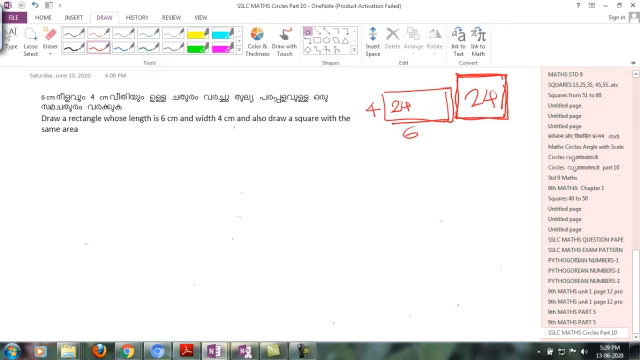 SSLC MATHS Circles Part 10 - OneNote (Product Activation Failed)
Sign in
FILE
HOME
INSERT
DRAW
HISTORY
REVIEW
VIEW
Type
Lasso Select
Eraser
Color & Thickness
Draw with Touch
Insert Space
Delete
Arrange
Rotate
Ink to Text
Ink to Math
Saturday, June 13, 2020 4:00 PM
6 cm നീളവും 4 cm വീതിയും ഉള്ള ചതുരം വരച്ചു തുല്യ പരപ്പളവുള്ള ഒരു
സമചതുരം വരക്കുക
Draw a rectangle whose length is 6 cm and width 4 cm and also draw a square with the
same area
4
24
6
24
MATHS STD 9
SQUARES 15,25,35, 45,55,..etc
Squares from 51 to 60
Untitled page
Untitled page
Untitled page
Maths Circles Angle with Scale
Circles വൃത്തങ്ങൾ
Circles വൃത്തങ്ങൾ part.10
Std.9 Maths
9th MATHA Chapter 1
Squares 40 to 50
Untitled page
Untitled page
Untitled page
SSLC MATHS QUESTION PAPE
SSLC MATHS EXAM PATTERN
PYTHOGORIAN NUMBERS-1
PYTHOGOREAN NUMBERS-1
PYTHOGOREAN NUMBERS-1
9th MATHS unit 1 page 12 pro
9th MATHS unit 1 page12 pro
9th MATHS PART 5
9th MATHS PART 5
SSLC MATHS Circles Part 10
5:29 PM
13-06-2020